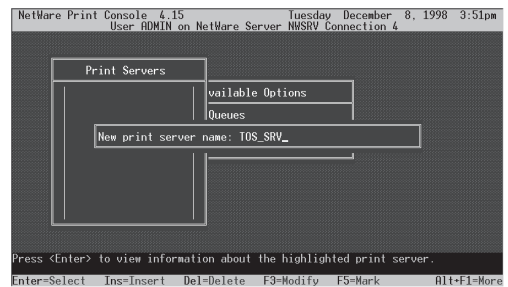 NetWare Print Console 4.15 Tuesday December 8, 1998 3:51pm
User ADMIN on NetWare Server NWSRV Connection 4
Print Servers
vailable Options
Queues
New print server name: TOS_SRV_
Press <Enter> to view information about the highlighted print server.
Enter=Select Ins=Insert Del=Delete F3=Modify F5=Mark Alt+F1=More